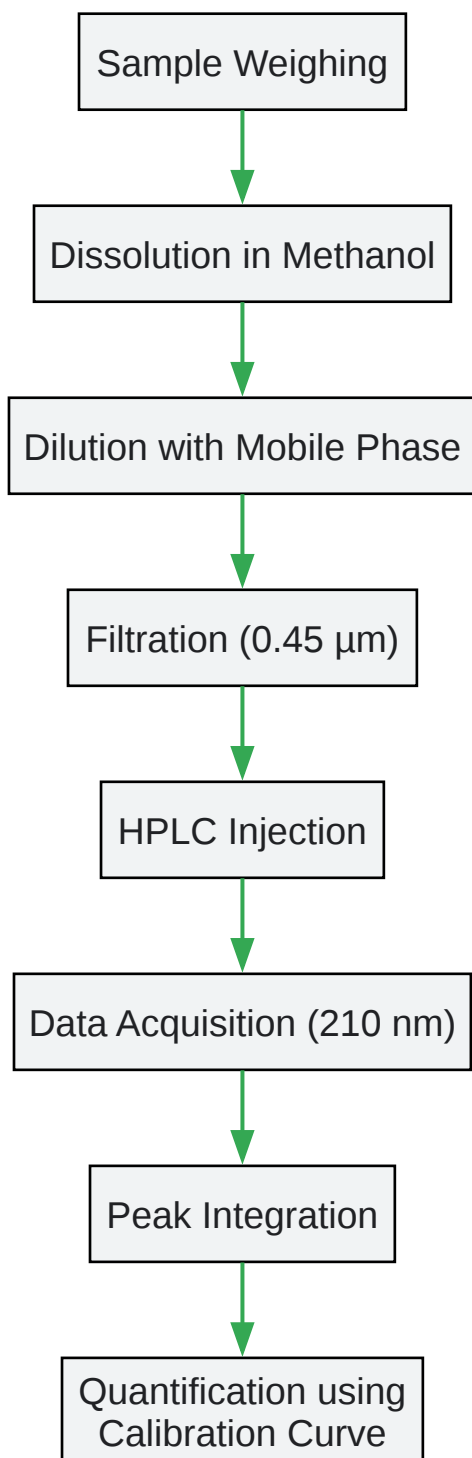 Sample Weighing
Dissolution in Methanol
Dilution with Mobile Phase
Filtration (0.45 µm)
HPLC Injection
Data Acquisition (210 nm)
Peak Integration
Quantification using
Calibration Curve